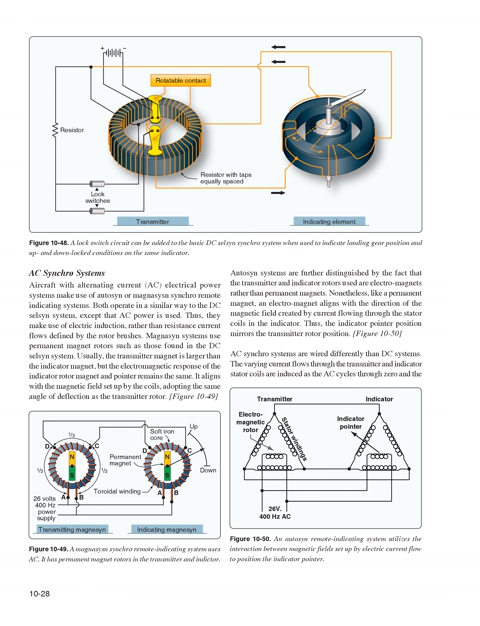 + −
Rotatable contact
Resistor
Resistor with taps
equally spaced
Lock
switches
Transmitter
Indicating element
Figure 10-48. A lock switch circuit can be added to the basic DC selsyn synchro system when used to indicate landing gear position and
up- and down-locked conditions on the same indicator.
AC Synchro Systems
Aircraft with alternating current (AC) electrical power
systems make use of autosyn or magnasysn synchro remote
indicating systems. Both operate in a similar way to the DC
selsyn system, except that AC power is used. Thus, they
make use of electric induction, rather than resistance current
flows defined by the rotor brushes. Magnasyn systems use
permanent magnet rotors such as those found in the DC
selsyn system. Usually, the transmitter magnet is larger than
the indicator magnet, but the electromagnetic response of the
indicator rotor magnet and pointer remains the same. It aligns
with the magnetic field set up by the coils, adopting the same
angle of deflection as the transmitter rotor. [Figure 10-49]
1/3
D
C
1/3
1/3
N
S
A
B
26 volts
400 Hz
power
supply
Soft iron
core
Permanent
magnet
Toroidal winding
D
C
N
S
A
B
Up
Down
Transmitting magnesyn
Indicating magnesyn
Figure 10-49. A magnasysn synchro remote-indicating system uses
AC. It has permanent magnet rotors in the transmitter and indictor.
Autosyn systems are further distinguished by the fact that
the transmitter and indicator rotors used are electro-magnets
rather than permanent magnets. Nonetheless, like a permanent
magnet, an electro-magnet aligns with the direction of the
magnetic field created by current flowing through the stator
coils in the indicator. Thus, the indicator pointer position
mirrors the transmitter rotor position. [Figure 10-50]
AC synchro systems are wired differently than DC systems.
The varying current flows through the transmitter and indicator
stator coils are induced as the AC cycles through zero and the
Transmitter
Indicator
Electro-
magnetic
rotor
Stator windings
Indicator
pointer
26V.
400 Hz AC
Figure 10-50. An autosyn remote-indicating system utilizes the
interaction between magnetic fields set up by electric current flow
to position the indicator pointer.
10-28